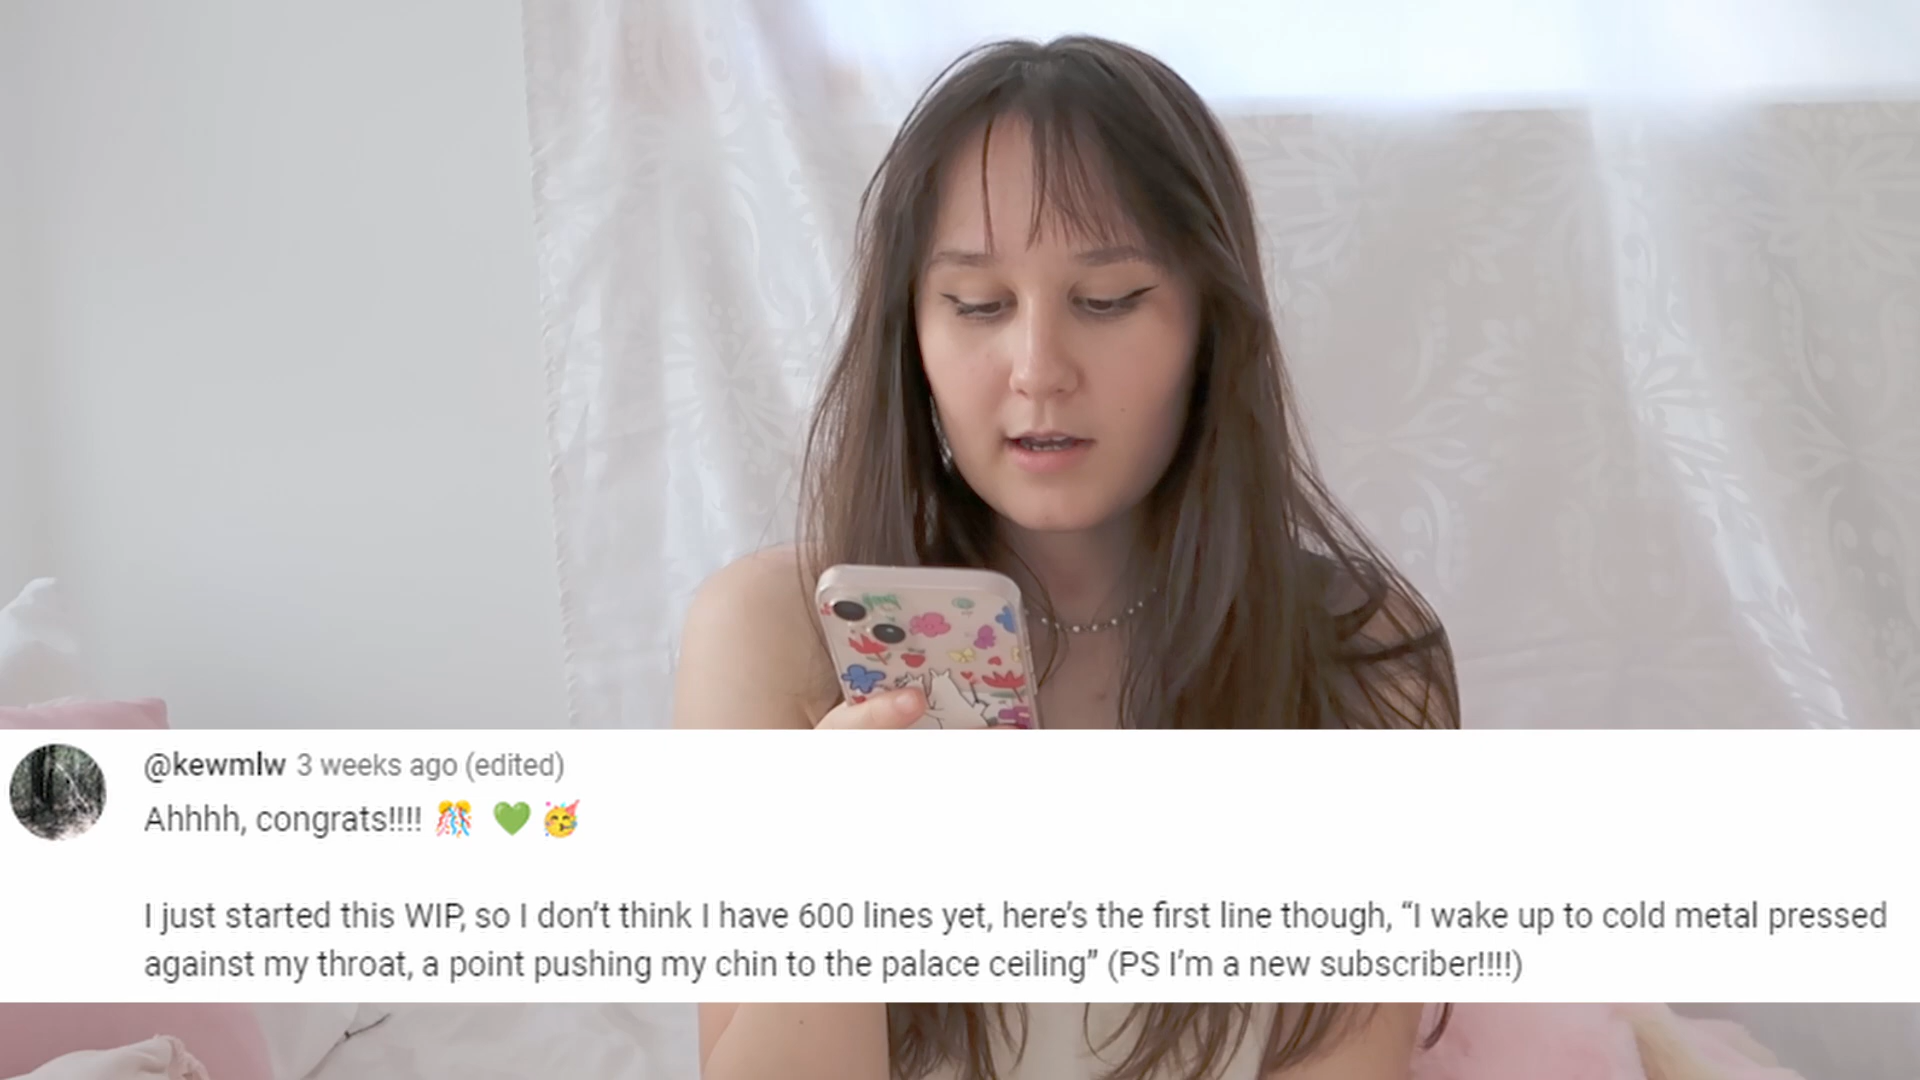 @kewmlw 3 weeks ago (edited)
Ahhhh, congrats!!!! 🎊 💚 🥳
I just started this WIP, so I don’t think I have 600 lines yet, here’s the first line though, “I wake up to cold metal pressed
against my throat, a point pushing my chin to the palace ceiling” (PS I’m a new subscriber!!!!)